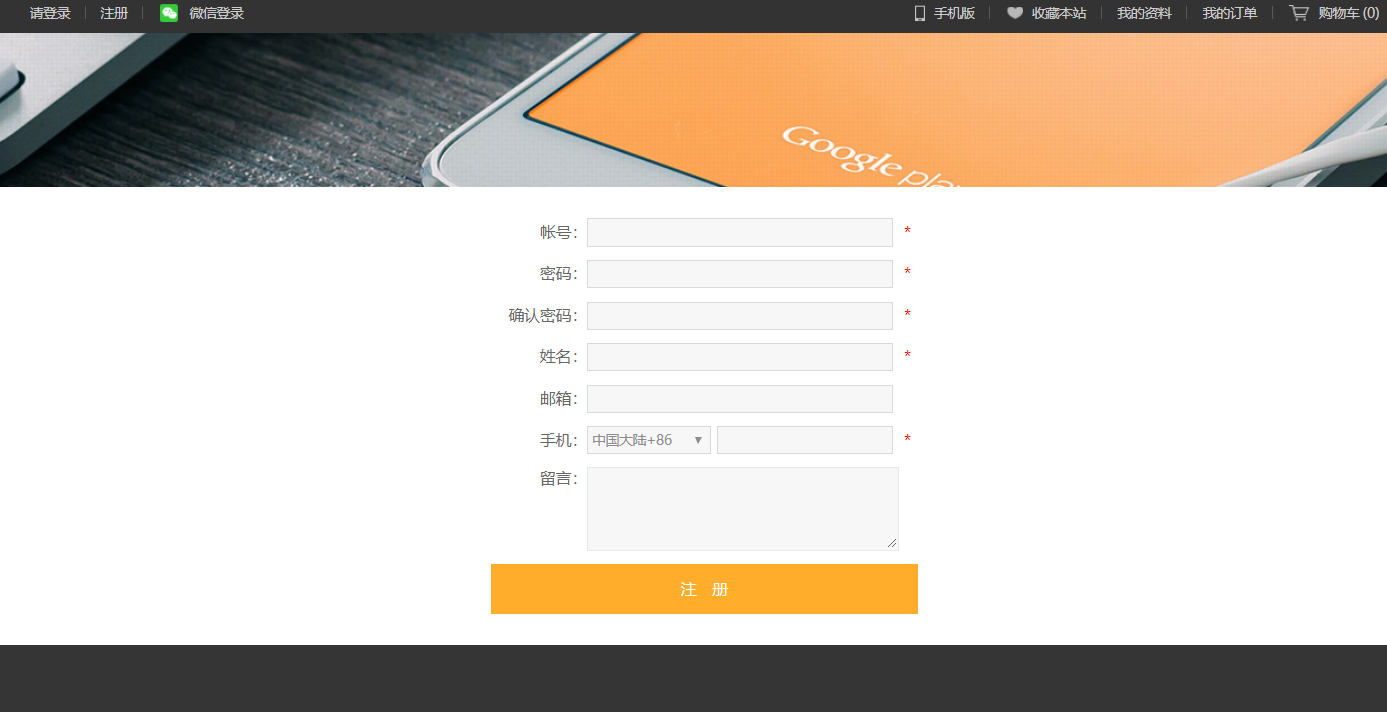 请登录 注册 微信登录 手机版 收藏本站 我的资料 我的订单 购物车 (0)
Google play
帐号： *
密码： *
确认密码： *
姓名： *
邮箱：
手机： 中国大陆+86 ▼ *
留言：
注 册